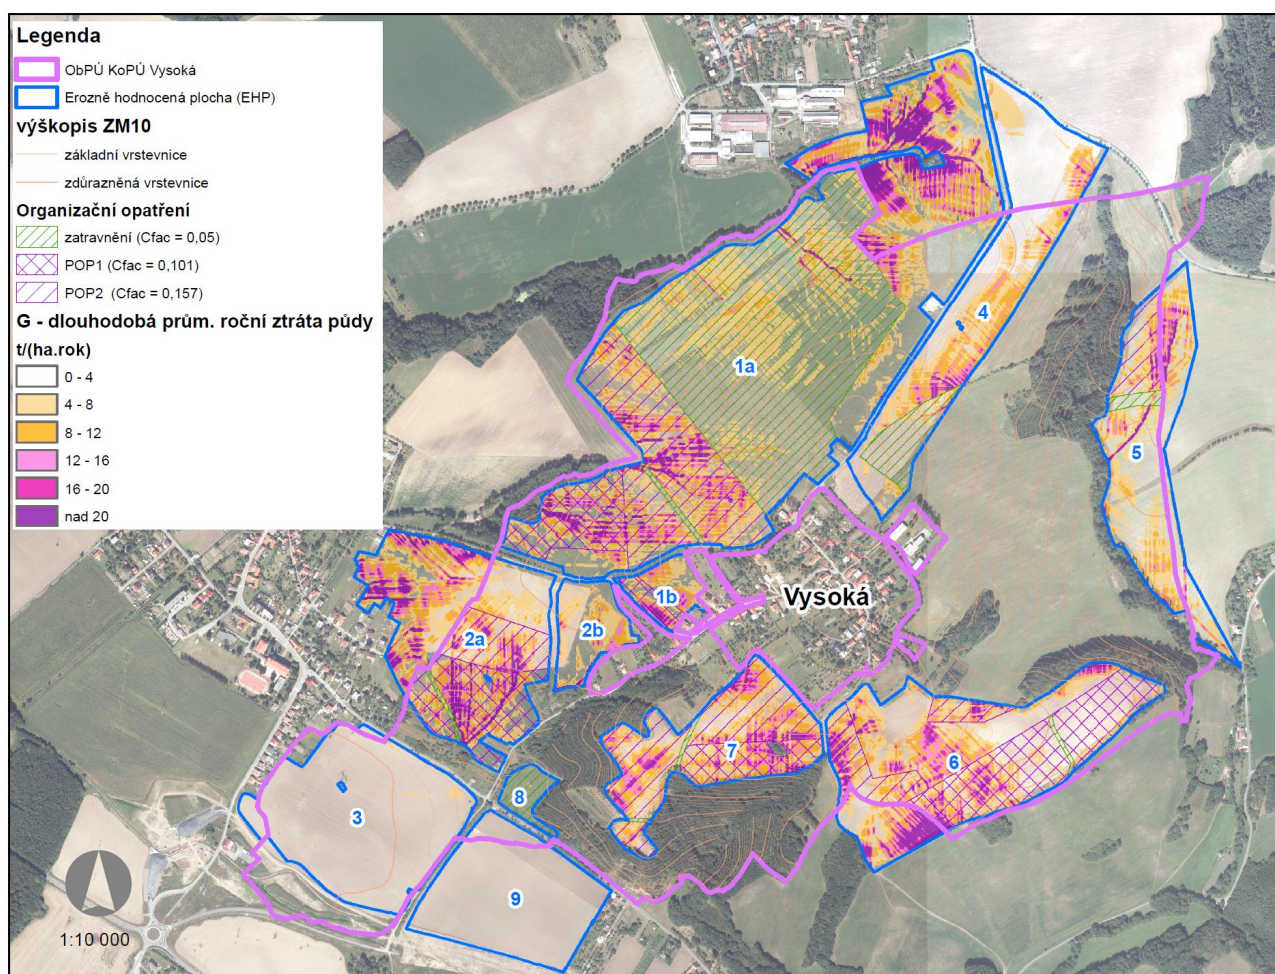 Legenda
ObPÚ KoPÚ Vysoká
Erozně hodnocená plocha (EHP)
výškopis ZM10
základní vrstevnice
zdůrazněná vrstevnice
Organizační opatření
zatravnění (Cfac = 0,05)
POP1 (Cfac = 0,101)
POP2 (Cfac = 0,157)
G - dlouhodobá prům. roční ztráta půdy
t/(ha.rok)
0 - 4
4 - 8
8 - 12
12 - 16
16 - 20
nad 20
4
1a
5
1b
Vysoká
2a
2b
7
6
8
3
9
1:10 000